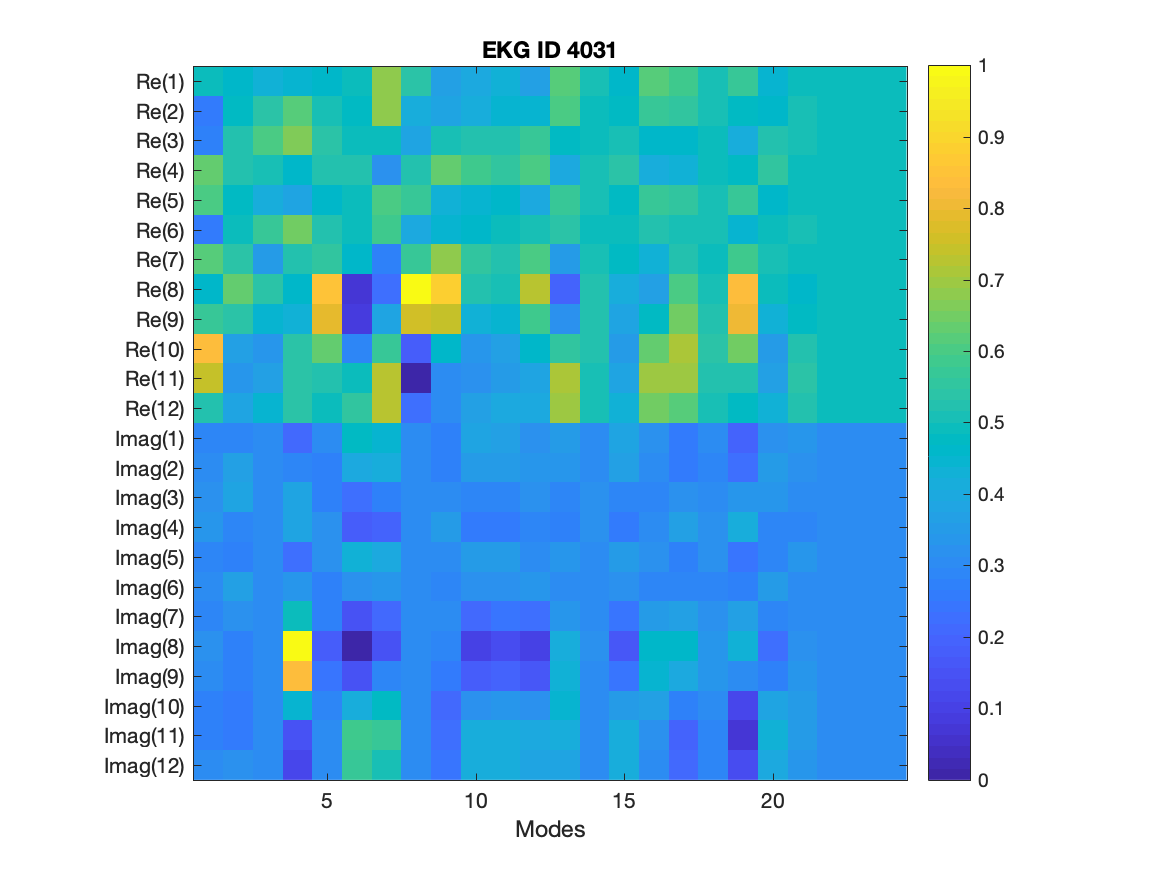 EKG ID 4031
Re(1)
Re(2)
Re(3)
Re(4)
Re(5)
Re(6)
Re(7)
Re(8)
Re(9)
Re(10)
Re(11)
Re(12)
Imag(1)
Imag(2)
Imag(3)
Imag(4)
Imag(5)
Imag(6)
Imag(7)
Imag(8)
Imag(9)
Imag(10)
Imag(11)
Imag(12)
5 10 15 20
Modes
1
0.9
0.8
0.7
0.6
0.5
0.4
0.3
0.2
0.1
0